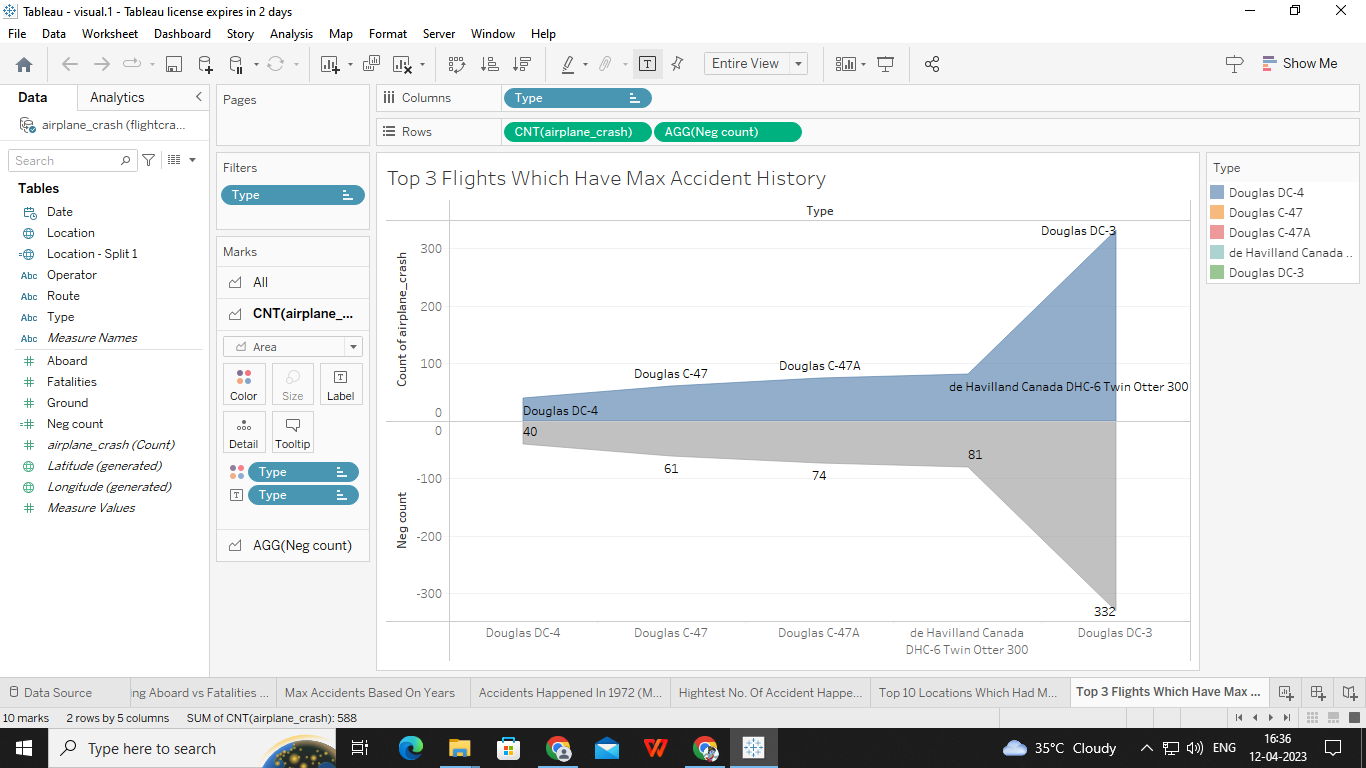 Tableau - visual.1 - Tableau license expires in 2 days
File Data Worksheet Dashboard Story Analysis Map Format Server Window Help
Entire View
Show Me
Data Analytics
airplane_crash (flightcra...
Search
Tables
Date
Location
Location - Split 1
Abc Operator
Abc Route
Abc Type
Abc Measure Names
Aboard
Fatalities
Ground
Neg count
airplane_crash (Count)
Latitude (generated)
Longitude (generated)
Measure Values
Pages
Filters
Type
Marks
All
CNT(airplane_...
Area
Color Size Label
Detail Tooltip
Type
Type
AGG(Neg count)
Columns Type
Rows CNT(airplane_crash) AGG(Neg count)
Top 3 Flights Which Have Max Accident History
Type
Count of airplane_crash
300
200
100
0
Douglas DC-4
Douglas C-47
Douglas C-47A
de Havilland Canada DHC-6 Twin Otter 300
Douglas DC-3
Neg count
0
-100
-200
-300
40
61
74
81
332
Douglas DC-4 Douglas C-47 Douglas C-47A de Havilland Canada Douglas DC-3
DHC-6 Twin Otter 300
Type
Douglas DC-4
Douglas C-47
Douglas C-47A
de Havilland Canada ..
Douglas DC-3
Data Source ng Aboard vs Fatalities ... Max Accidents Based On Years Accidents Happened In 1972 (M... Hightest No. Of Accident Happe... Top 10 Locations Which Had M... Top 3 Flights Which Have Max ...
10 marks 2 rows by 5 columns SUM of CNT(airplane_crash): 588
Type here to search
35°C Cloudy
ENG
16:36
12-04-2023